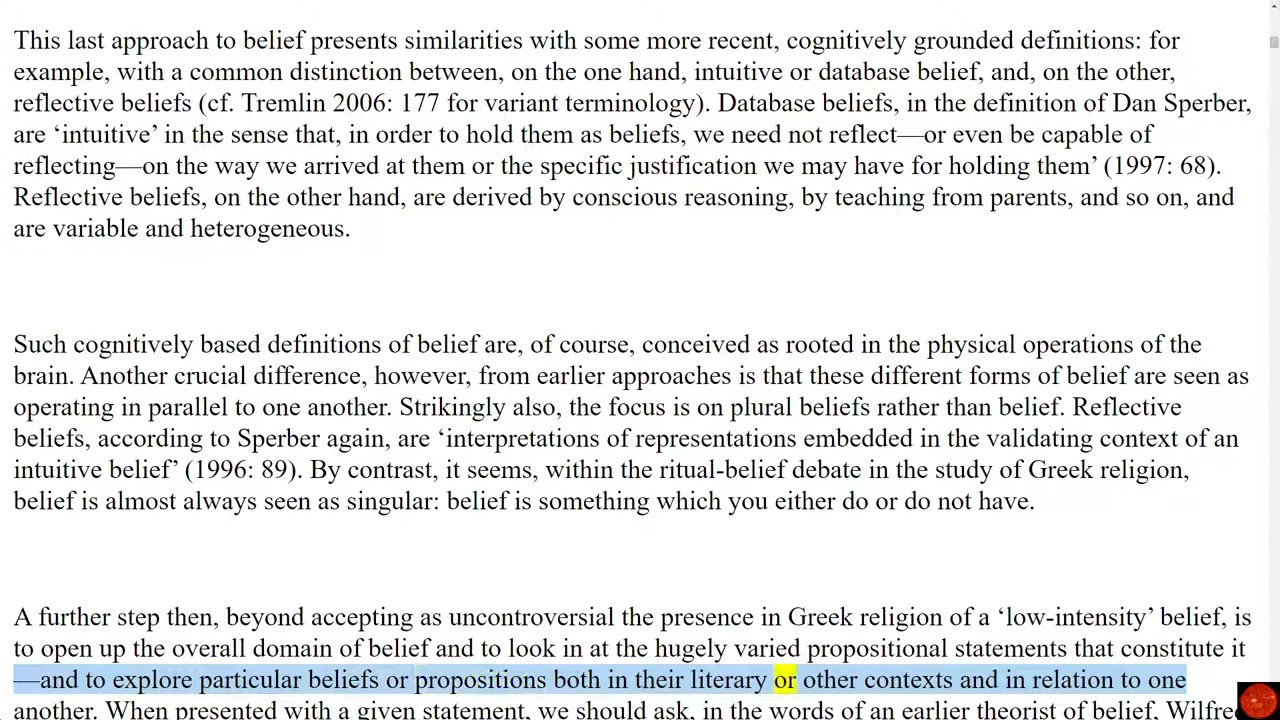 This last approach to belief presents similarities with some more recent, cognitively grounded definitions: for
example, with a common distinction between, on the one hand, intuitive or database belief, and, on the other,
reflective beliefs (cf. Tremlin 2006: 177 for variant terminology). Database beliefs, in the definition of Dan Sperber,
are ‘intuitive’ in the sense that, in order to hold them as beliefs, we need not reflect—or even be capable of
reflecting—on the way we arrived at them or the specific justification we may have for holding them’ (1997: 68).
Reflective beliefs, on the other hand, are derived by conscious reasoning, by teaching from parents, and so on, and
are variable and heterogeneous.
Such cognitively based definitions of belief are, of course, conceived as rooted in the physical operations of the
brain. Another crucial difference, however, from earlier approaches is that these different forms of belief are seen as
operating in parallel to one another. Strikingly also, the focus is on plural beliefs rather than belief. Reflective
beliefs, according to Sperber again, are ‘interpretations of representations embedded in the validating context of an
intuitive belief’ (1996: 89). By contrast, it seems, within the ritual-belief debate in the study of Greek religion,
belief is almost always seen as singular: belief is something which you either do or do not have.
A further step then, beyond accepting as uncontroversial the presence in Greek religion of a ‘low-intensity’ belief, is
to open up the overall domain of belief and to look in at the hugely varied propositional statements that constitute it
—and to explore particular beliefs or propositions both in their literary or other contexts and in relation to one
another. When presented with a given statement, we should ask, in the words of an earlier theorist of belief, Wilfred